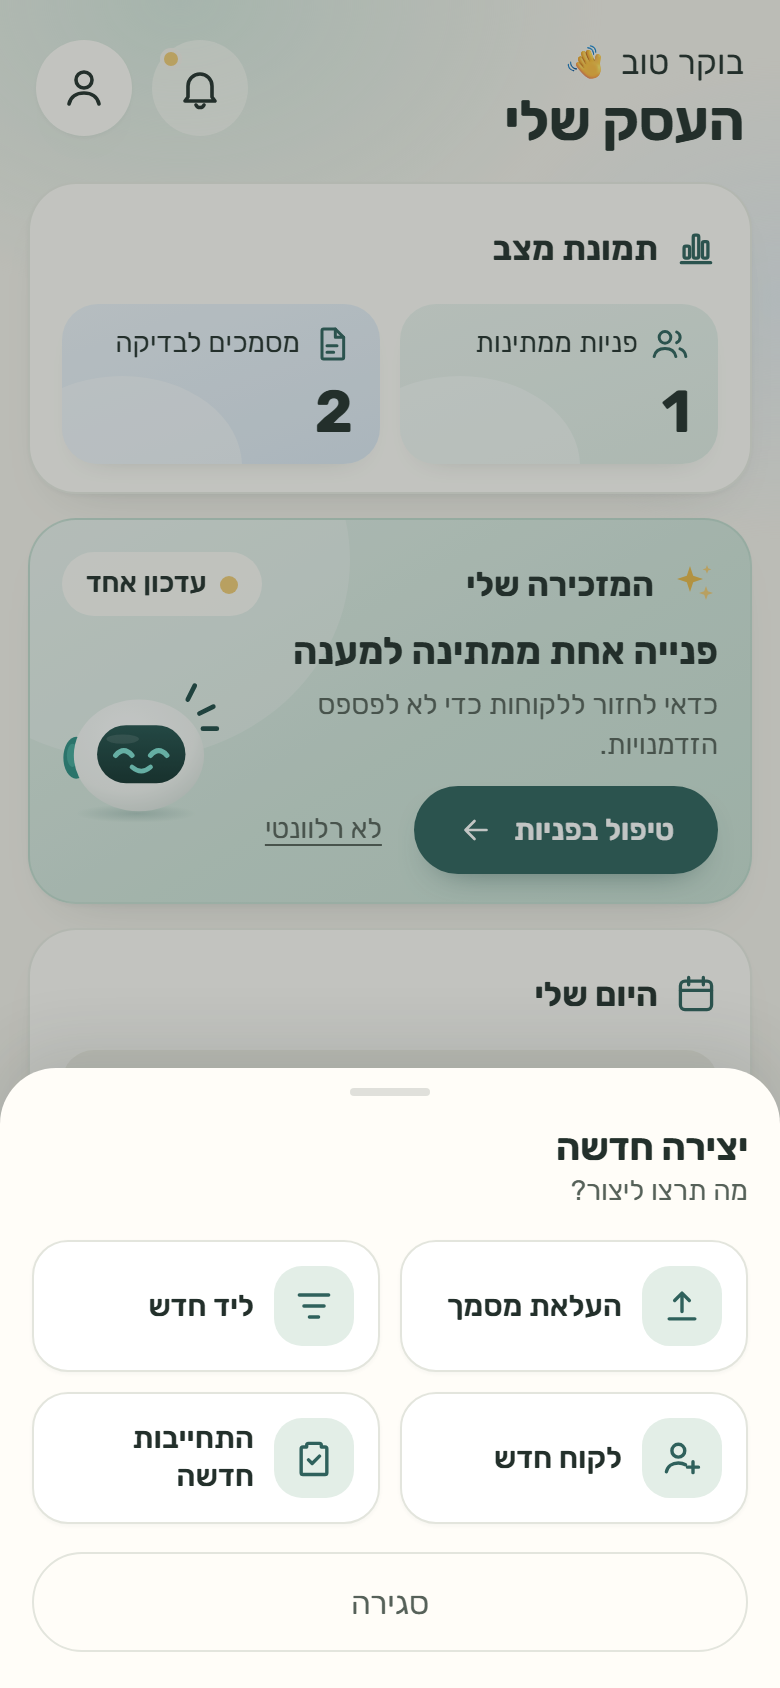 בוקר טוב 👋
העסק שלי
תמונת מצב
פניות ממתינות
1
מסמכים לבדיקה
2
המזכירה שלי
עדכון אחד
פנייה אחת ממתינה למענה
כדאי לחזור ללקוחות כדי לא לפספס
הזדמנויות.
טיפול בפניות ←
לא רלוונטי
היום שלי
יצירה חדשה
מה תרצו ליצור?
העלאת מסמך
ליד חדש
לקוח חדש
התחייבות
חדשה
סגירה